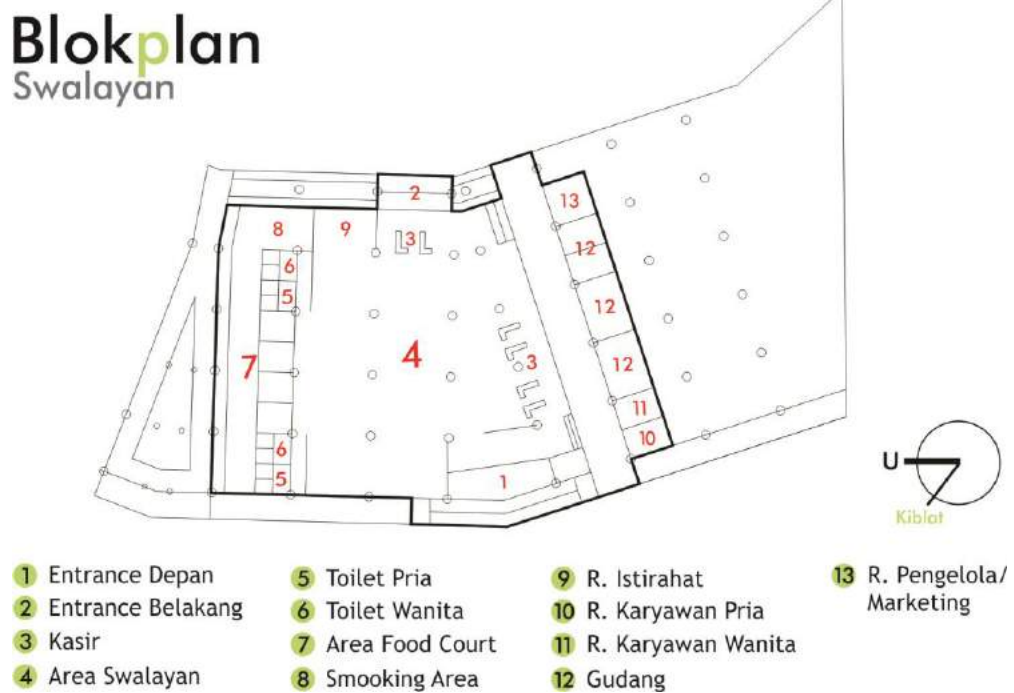 Blokplan
Swalayan
2
13
8
9
3
12
6
5
12
7
4
3
12
11
6
10
5
1
U
Kiblat
1 Entrance Depan
2 Entrance Belakang
3 Kasir
4 Area Swalayan
5 Toilet Pria
6 Toilet Wanita
7 Area Food Court
8 Smooking Area
9 R. Istirahat
10 R. Karyawan Pria
11 R. Karyawan Wanita
12 Gudang
13 R. Pengelola/
Marketing